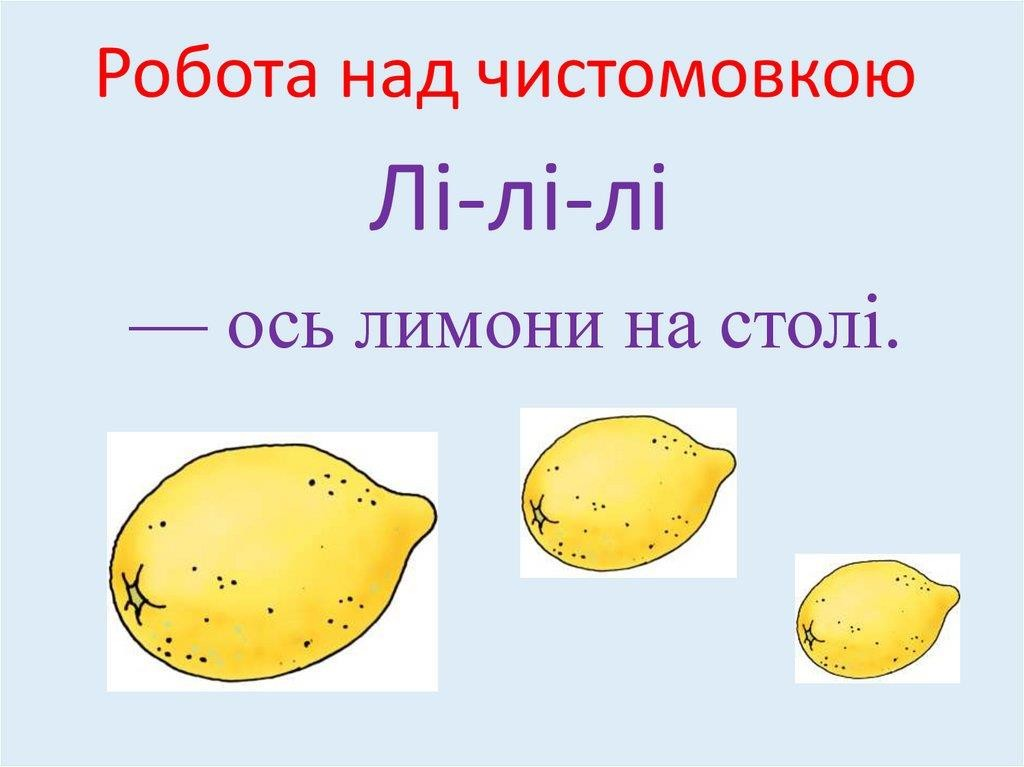 Робота над чистомовкою
Лі-лі-лі
— ось лимони на столі.